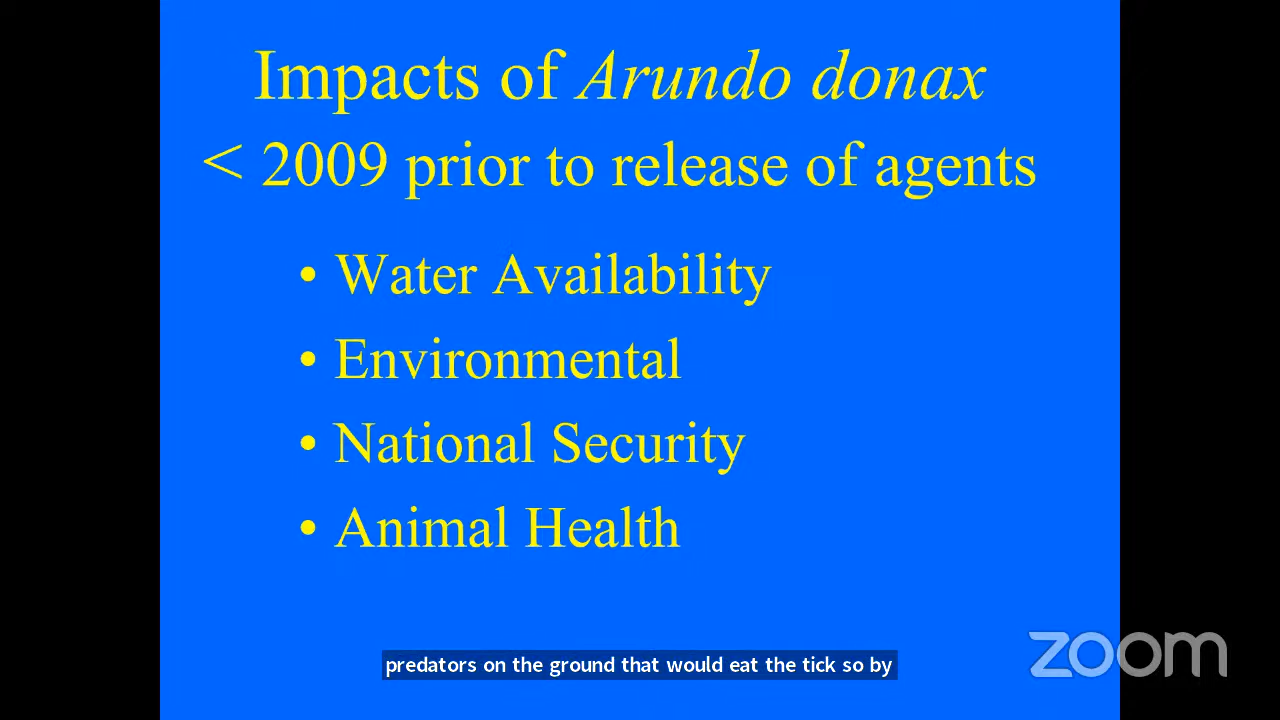 Impacts of Arundo donax
< 2009 prior to release of agents
• Water Availability
• Environmental
• National Security
• Animal Health
predators on the ground that would eat the tick so by
zoom